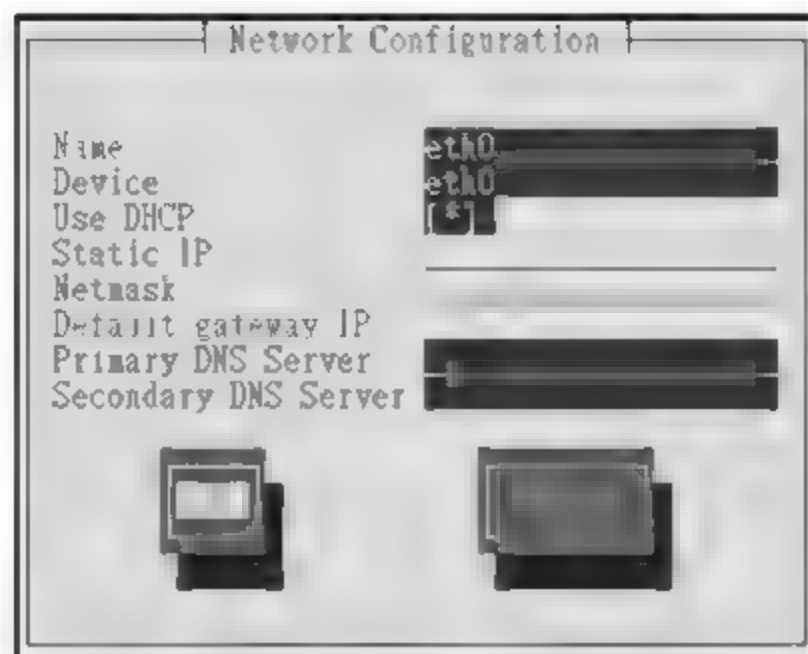 Network Configuration
Name eth0
Device eth0
Use DHCP [*]
Static IP
Netmask
Default gateway IP
Primary DNS Server
Secondary DNS Server